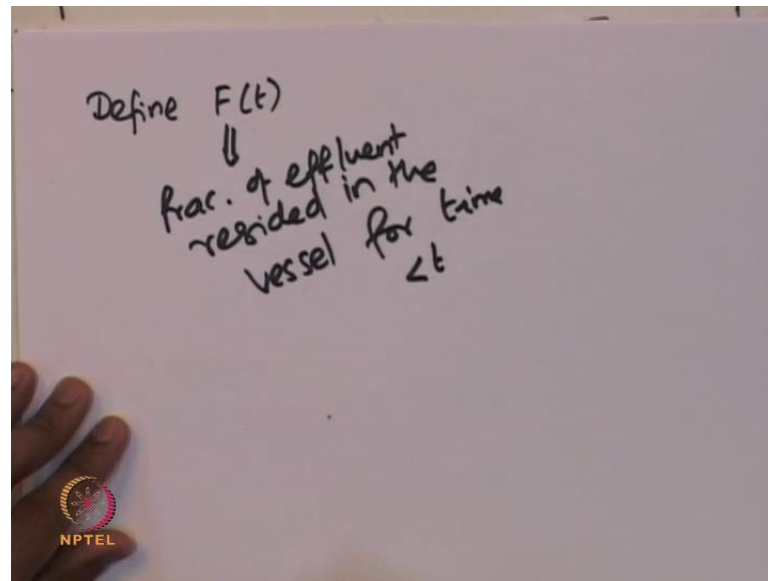 Define F(t)
⇓
frac. of effluent
resided in the
vessel for time
<t
NPTEL